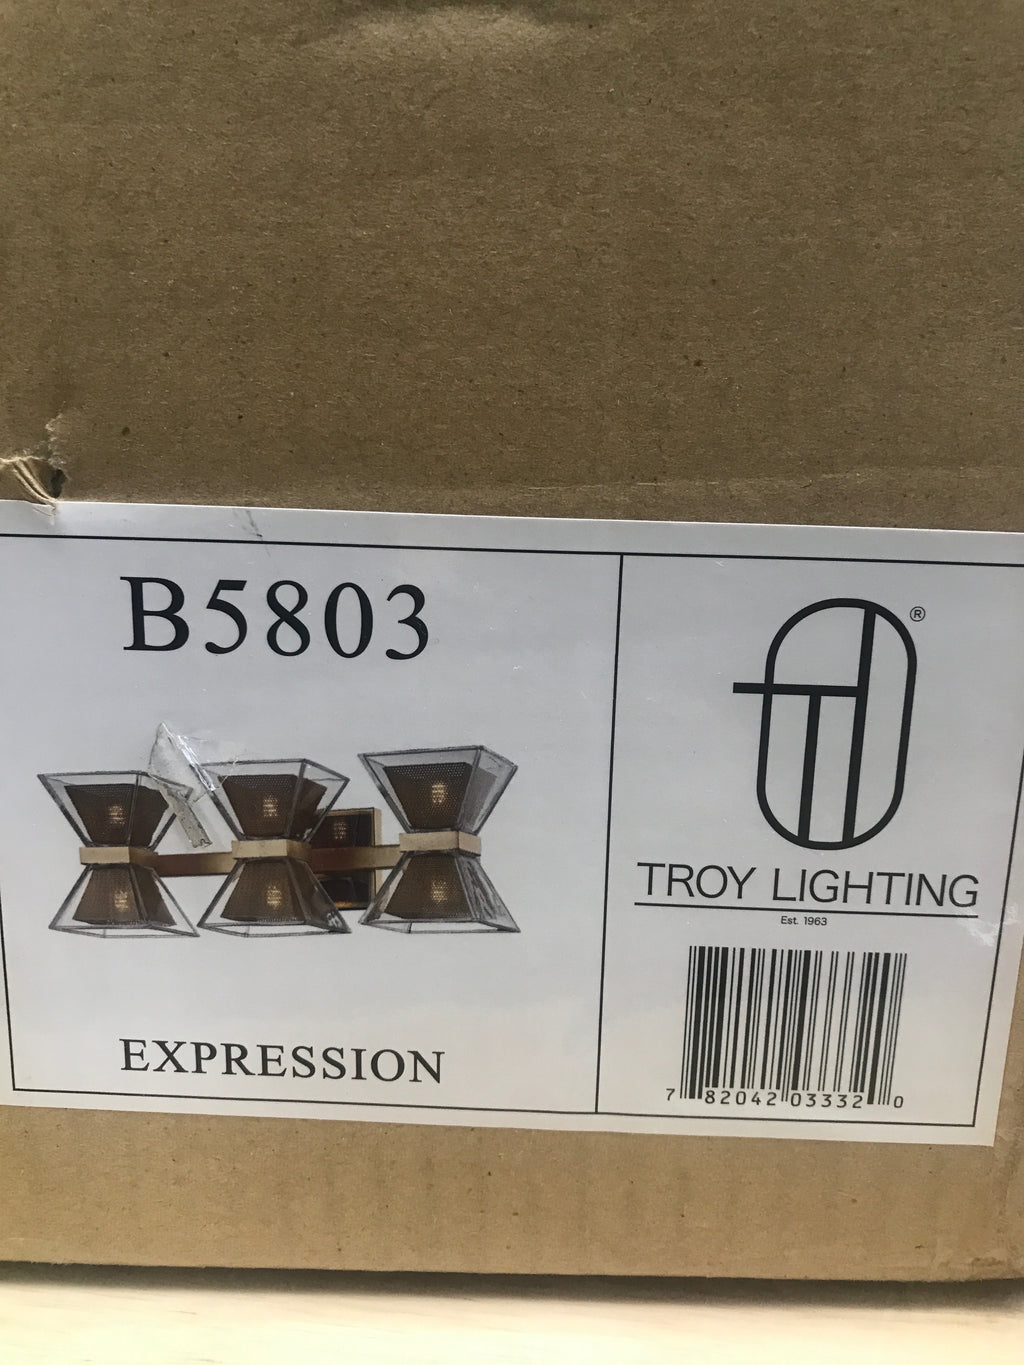 B5803
EXPRESSION
®
TROY LIGHTING
Est. 1963
7 82042 03332 0